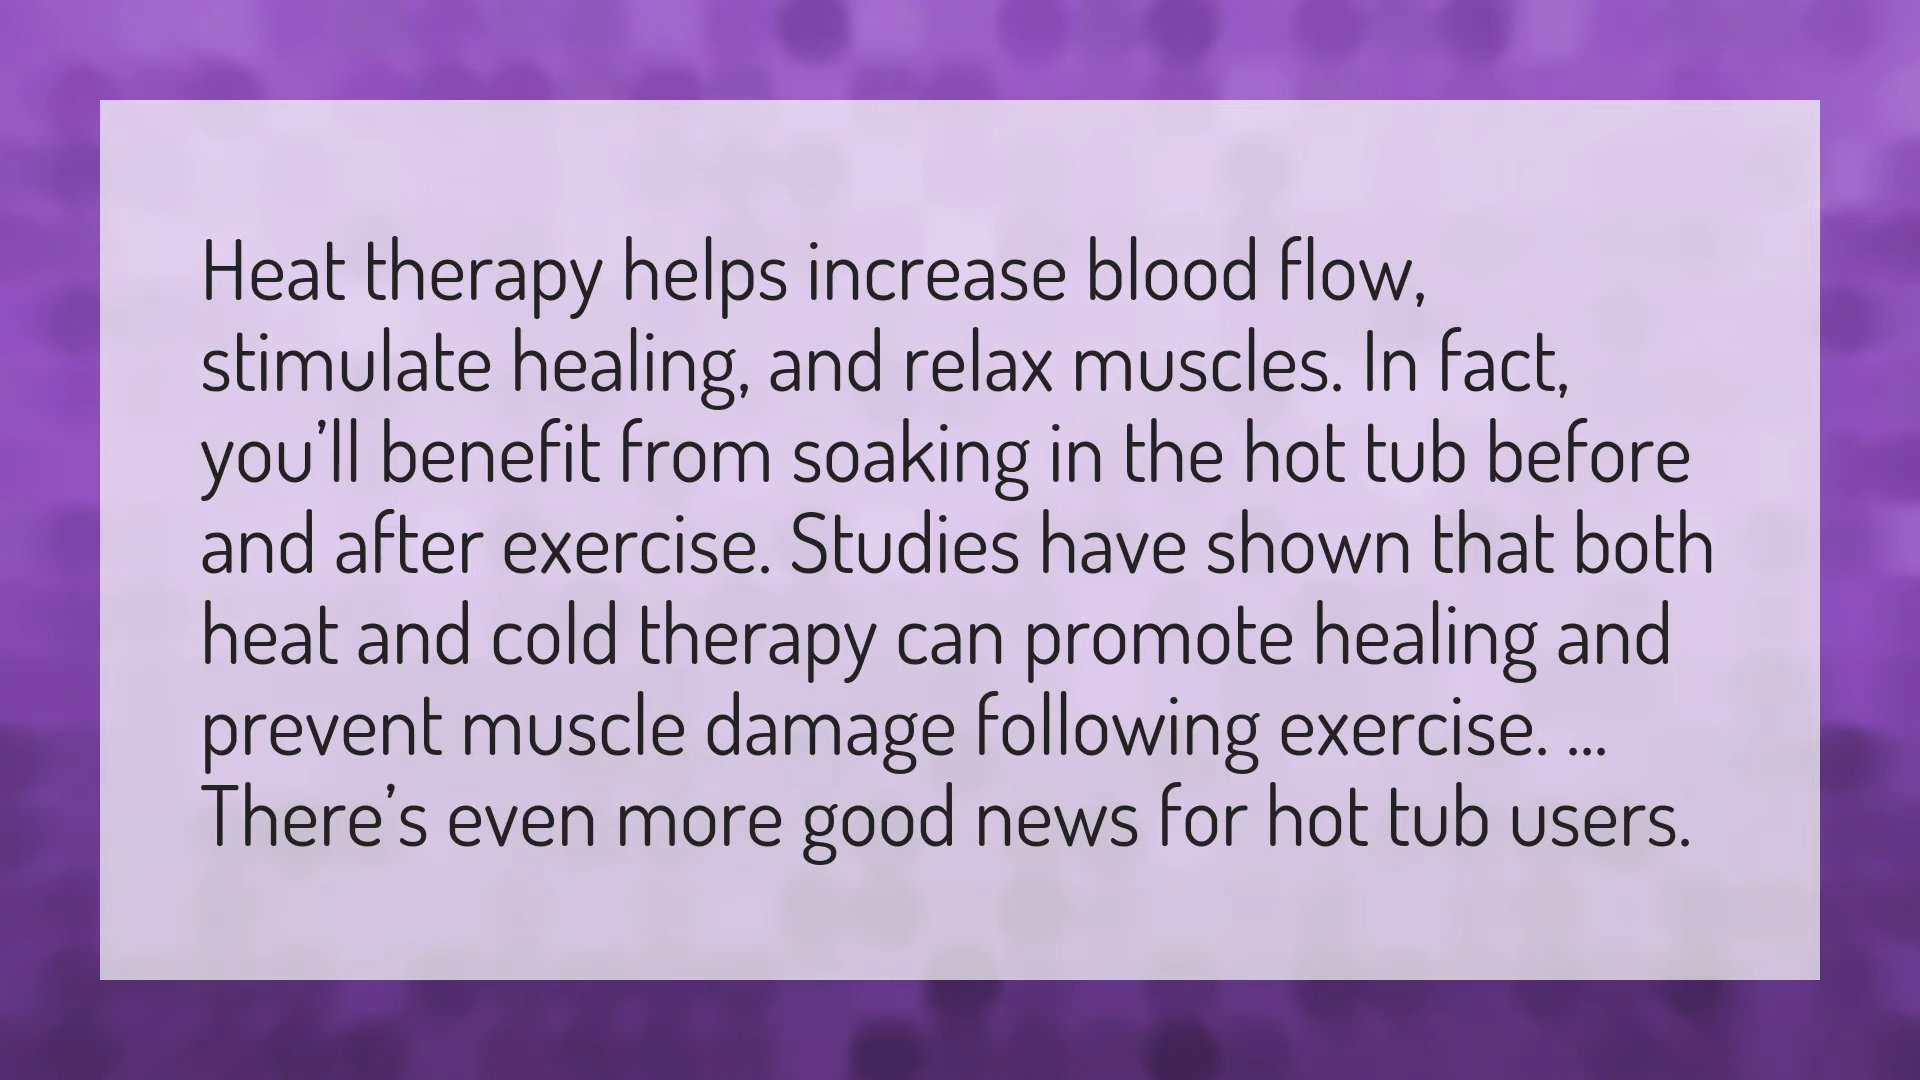 Heat therapy helps increase blood flow,
stimulate healing, and relax muscles. In fact,
you’ll benefit from soaking in the hot tub before
and after exercise. Studies have shown that both
heat and cold therapy can promote healing and
prevent muscle damage following exercise. ...
There’s even more good news for hot tub users.